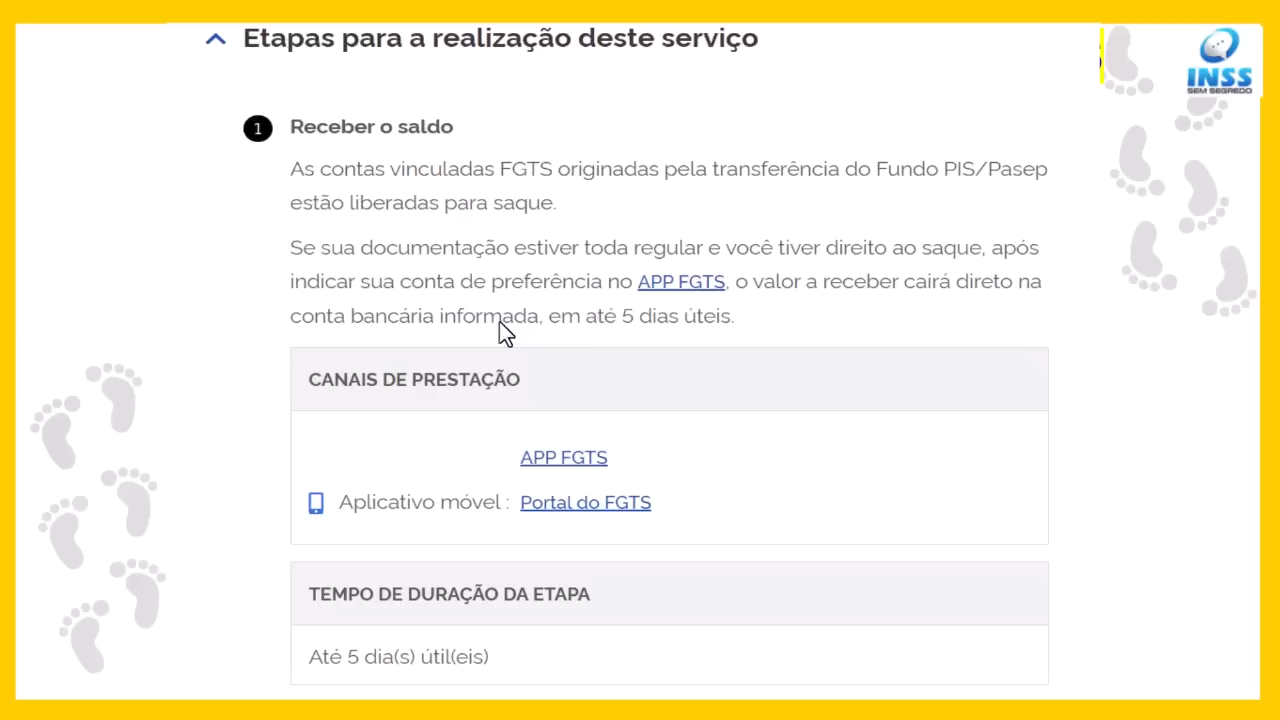 Etapas para a realização deste serviço
INSS
SEM SEGREDO
1 Receber o saldo
As contas vinculadas FGTS originadas pela transferência do Fundo PIS/Pasep
estão liberadas para saque.
Se sua documentação estiver toda regular e você tiver direito ao saque, após
indicar sua conta de preferência no APP FGTS, o valor a receber cairá direto na
conta bancária informada, em até 5 dias úteis.
CANAIS DE PRESTAÇÃO
APP FGTS
Aplicativo móvel : Portal do FGTS
TEMPO DE DURAÇÃO DA ETAPA
Até 5 dia(s) útil(eis)